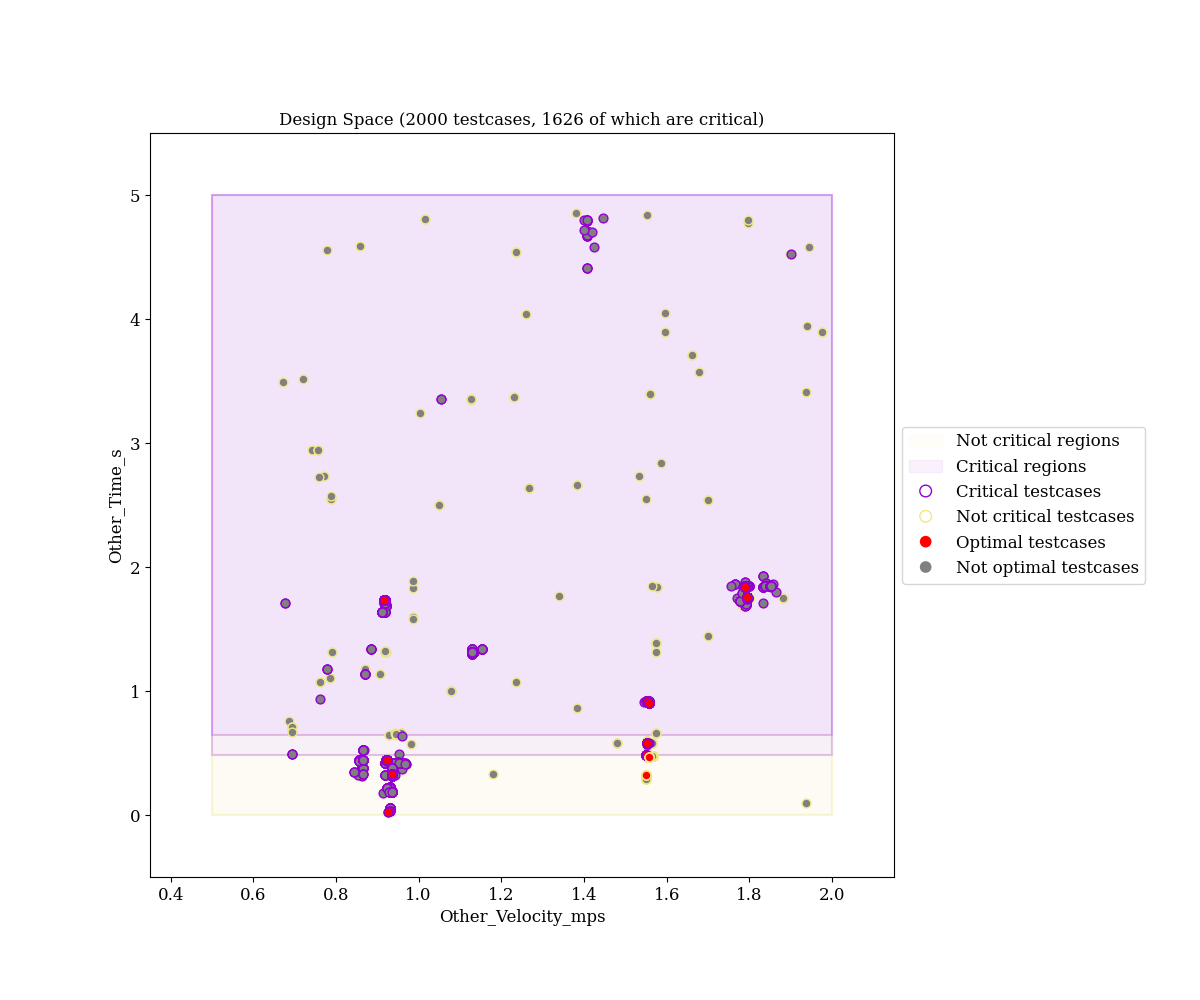 Design Space (2000 testcases, 1626 of which are critical)
5
4
3
2
1
0
Other_Time_s
0.4 0.6 0.8 1.0 1.2 1.4 1.6 1.8 2.0
Other_Velocity_mps
Not critical regions
Critical regions
Critical testcases
Not critical testcases
Optimal testcases
Not optimal testcases